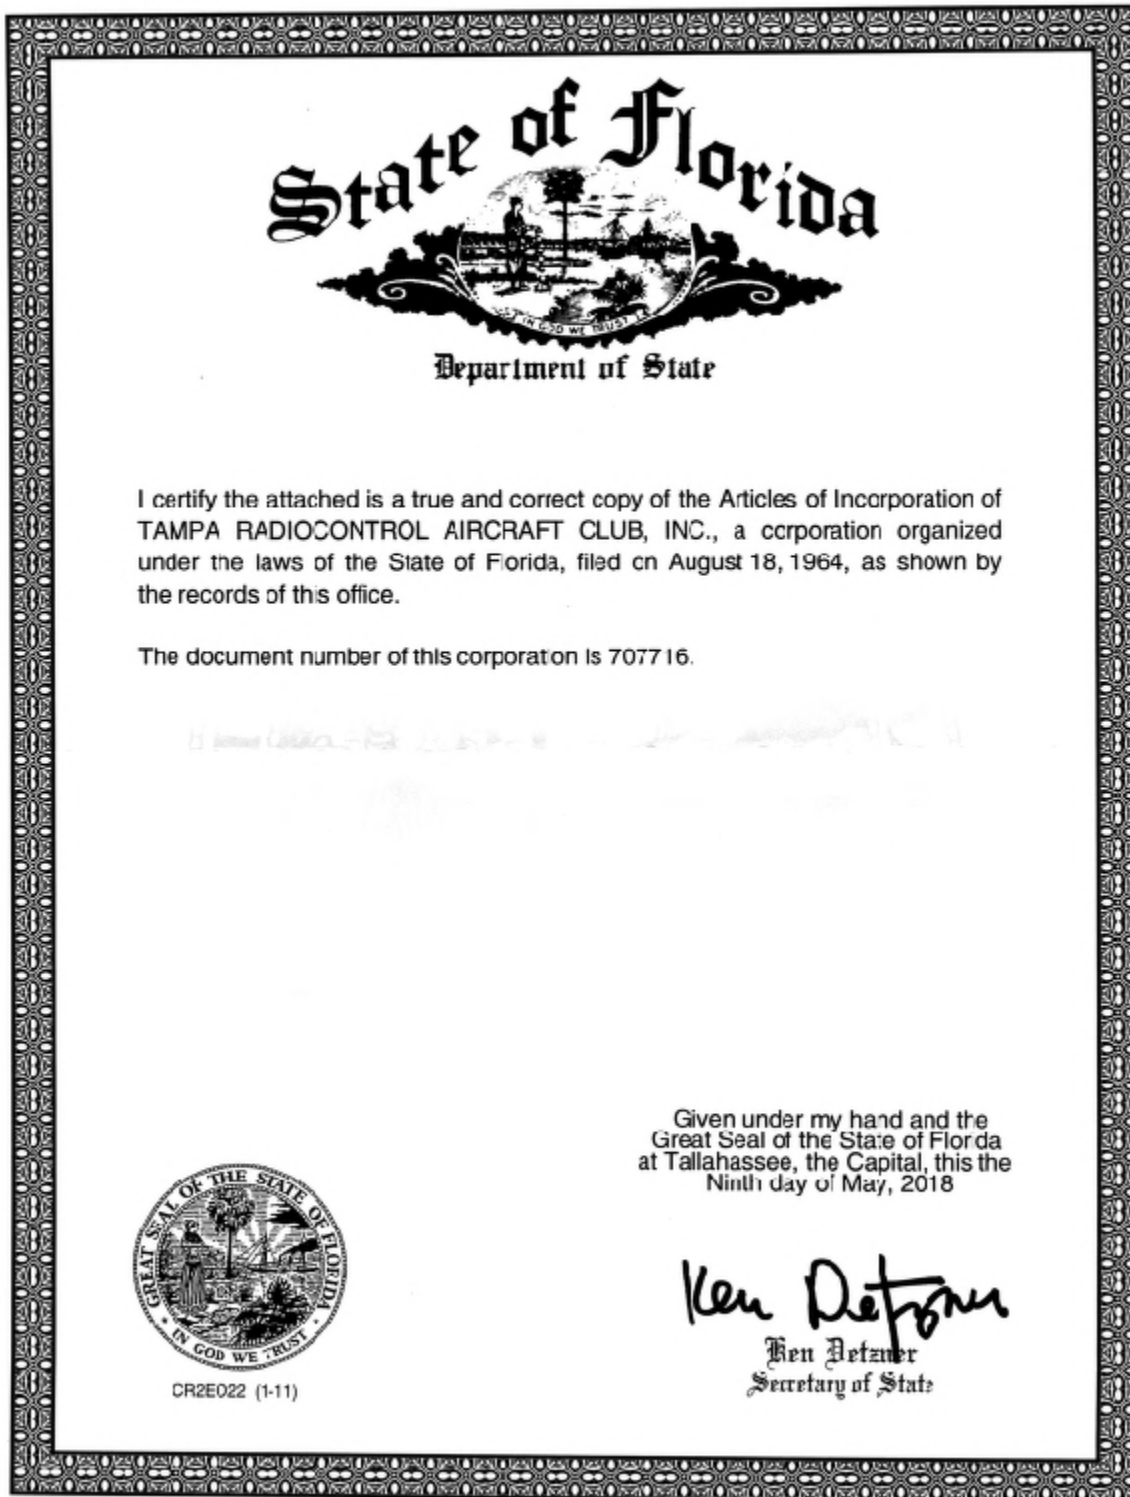 State of Florida
IN GOD WE TRUST
Department of State
I certify the attached is a true and correct copy of the Articles of Incorporation of
TAMPA RADIOCONTROL AIRCRAFT CLUB, INC., a corporation organized
under the laws of the State of Florida, filed on August 18, 1964, as shown by
the records of this office.
The document number of this corporation is 707716.
Given under my hand and the
Great Seal of the State of Florida
at Tallahassee, the Capital, this the
Ninth day of May, 2018
GREAT SEAL OF THE STATE OF FLORIDA
IN GOD WE TRUST
CR2E022 (1-11)
Ken Detzner
Ken Detzner
Secretary of State